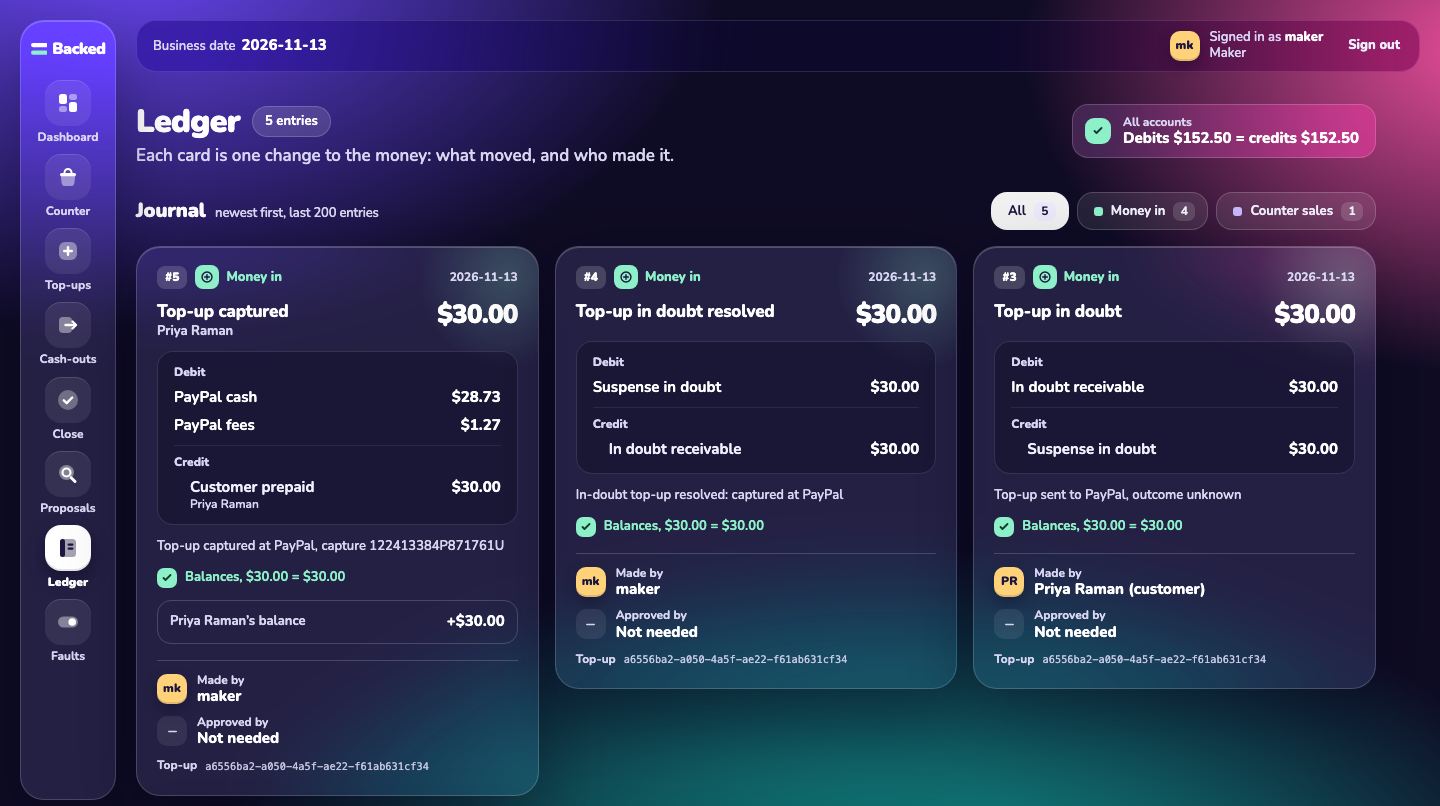 Backed
Dashboard
Counter
Top-ups
Cash-outs
Close
Proposals
Ledger
Faults
Business date 2026-11-13
mk
Signed in as maker
Maker
Sign out
Ledger
5 entries
Each card is one change to the money: what moved, and who made it.
All accounts
Debits $152.50 = credits $152.50
Journal newest first, last 200 entries
All 5
Money in 4
Counter sales 1
#5 Money in 2026-11-13
Top-up captured $30.00
Priya Raman
Debit
PayPal cash $28.73
PayPal fees $1.27
Credit
Customer prepaid $30.00
Priya Raman
Top-up captured at PayPal, capture 122413384P871761U
Balances, $30.00 = $30.00
Priya Raman's balance +$30.00
mk
Made by
maker
–
Approved by
Not needed
Top-up a6556ba2-a050-4a5f-ae22-f61ab631cf34
#4 Money in 2026-11-13
Top-up in doubt resolved $30.00
Debit
Suspense in doubt $30.00
Credit
In doubt receivable $30.00
In-doubt top-up resolved: captured at PayPal
Balances, $30.00 = $30.00
mk
Made by
maker
–
Approved by
Not needed
Top-up a6556ba2-a050-4a5f-ae22-f61ab631cf34
#3 Money in 2026-11-13
Top-up in doubt $30.00
Debit
In doubt receivable $30.00
Credit
Suspense in doubt $30.00
Top-up sent to PayPal, outcome unknown
Balances, $30.00 = $30.00
PR
Made by
Priya Raman (customer)
–
Approved by
Not needed
Top-up a6556ba2-a050-4a5f-ae22-f61ab631cf34